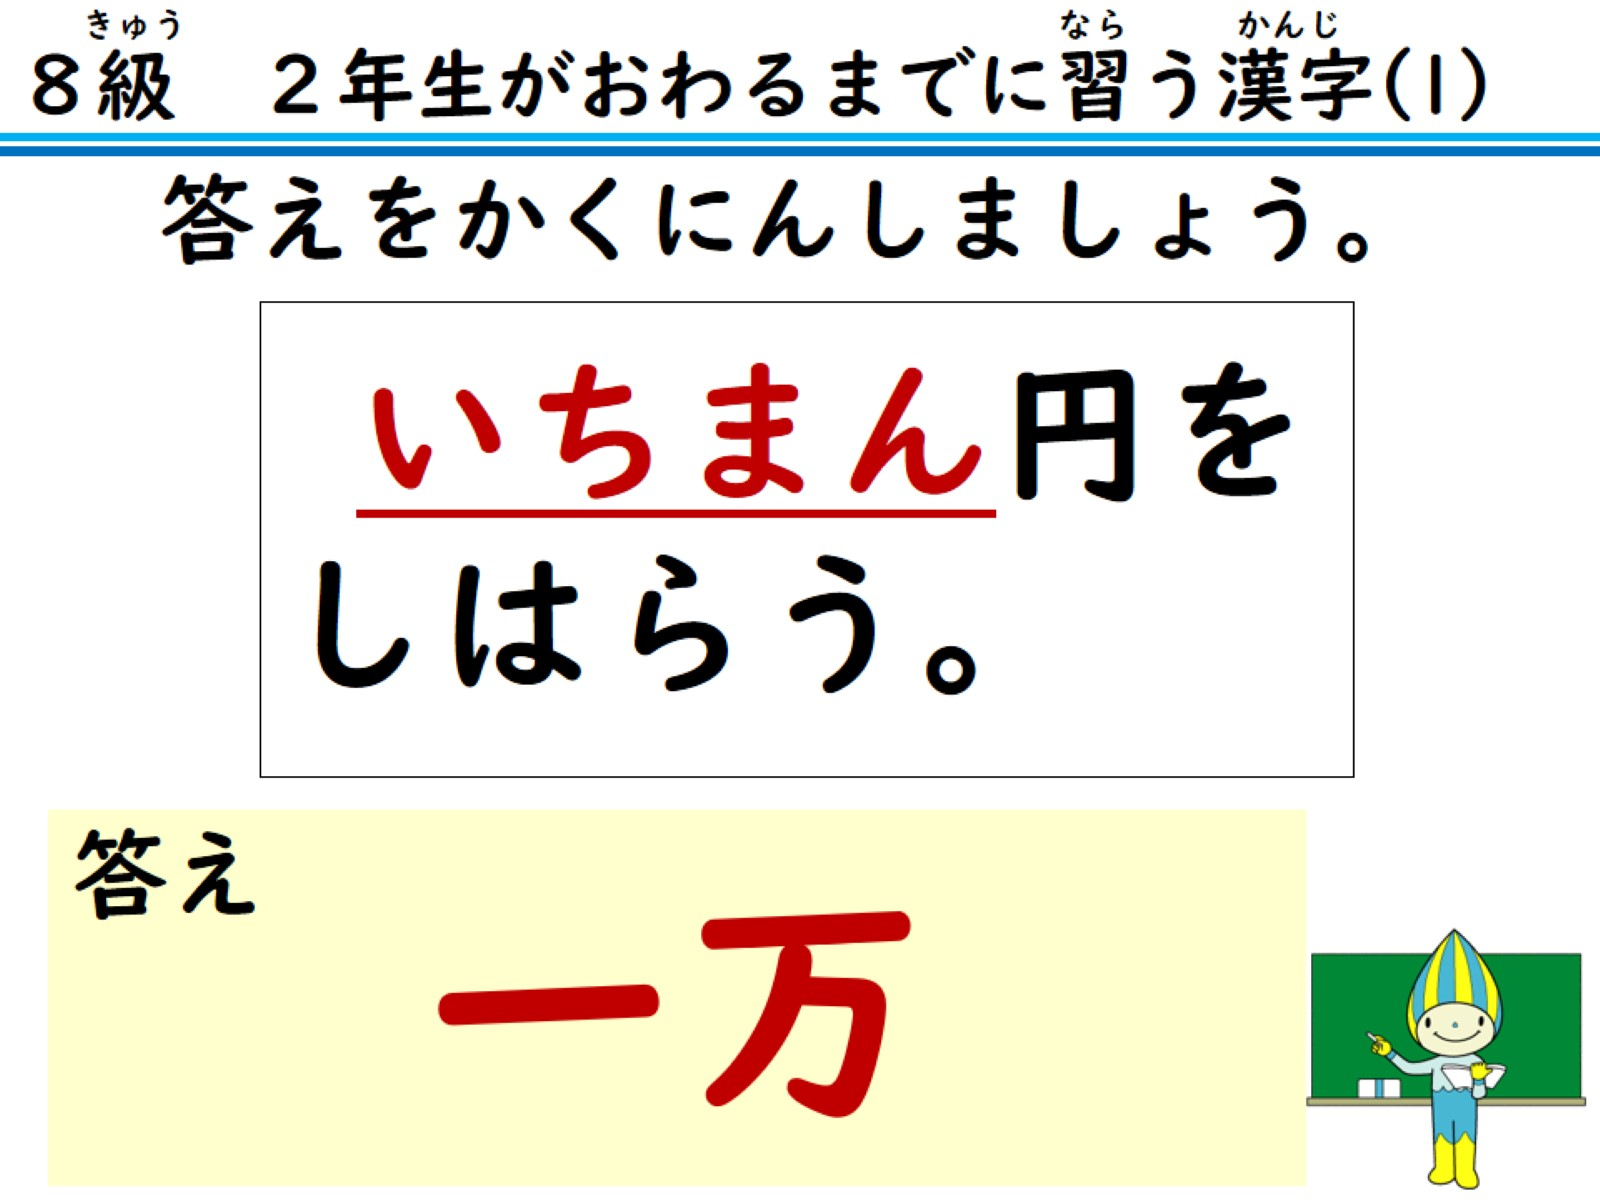 きゅう なら かんじ
8級　2年生がおわるまでに習う漢字(1)
答えをかくにんしましょう。
いちまん円を
しはらう。
答え
一万